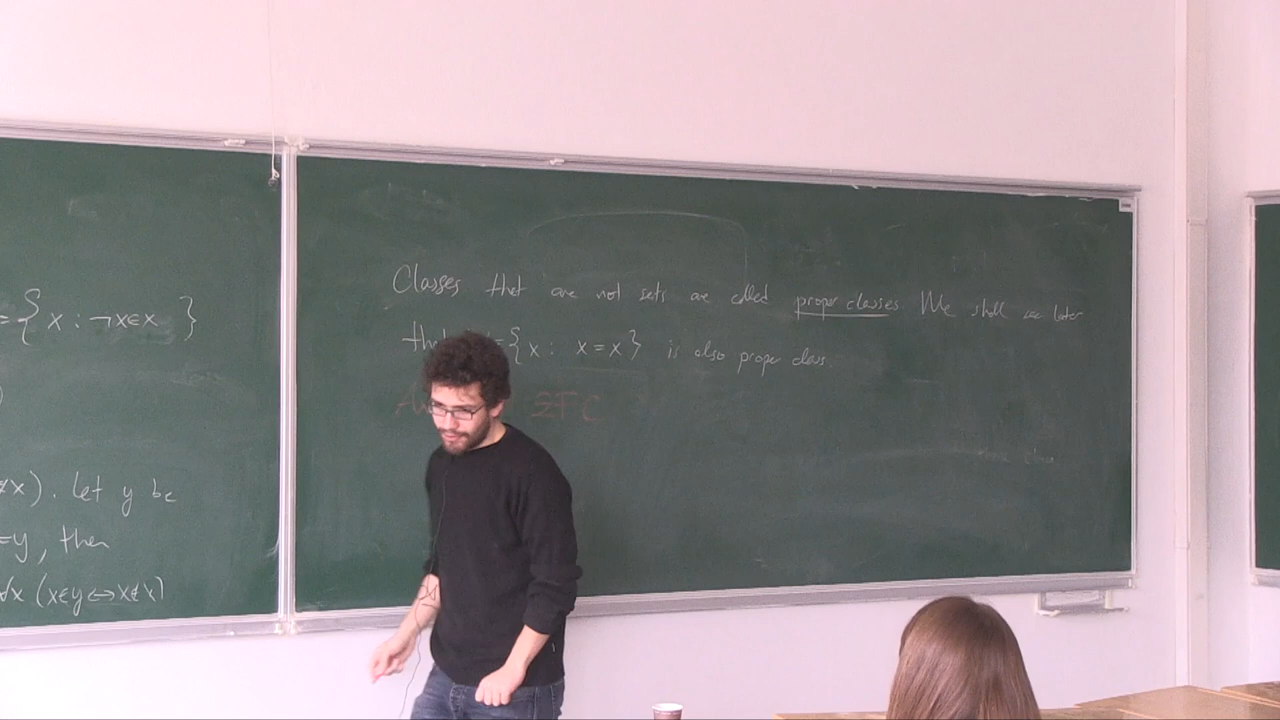 ={ x : ¬x∈x }
∉x). Let y be
=y, then
∀x (x∈y↔x∉x)
Classes that are not sets are called proper classes. We shall see later
={x : x=x} is also proper class.
ZFC